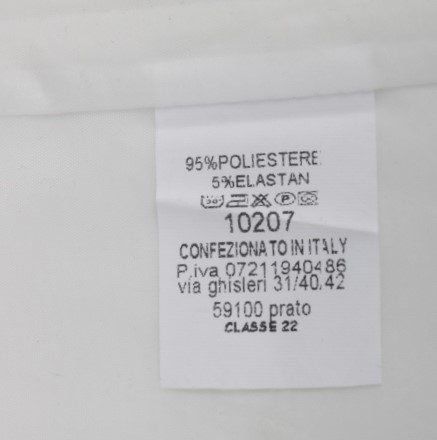 95%POLIESTERE
5%ELASTAN
30° P
10207
CONFEZIONATO IN ITALY
P.iva 07211940486
via ghisleri 31/40.42
59100 prato
CLASSE 22